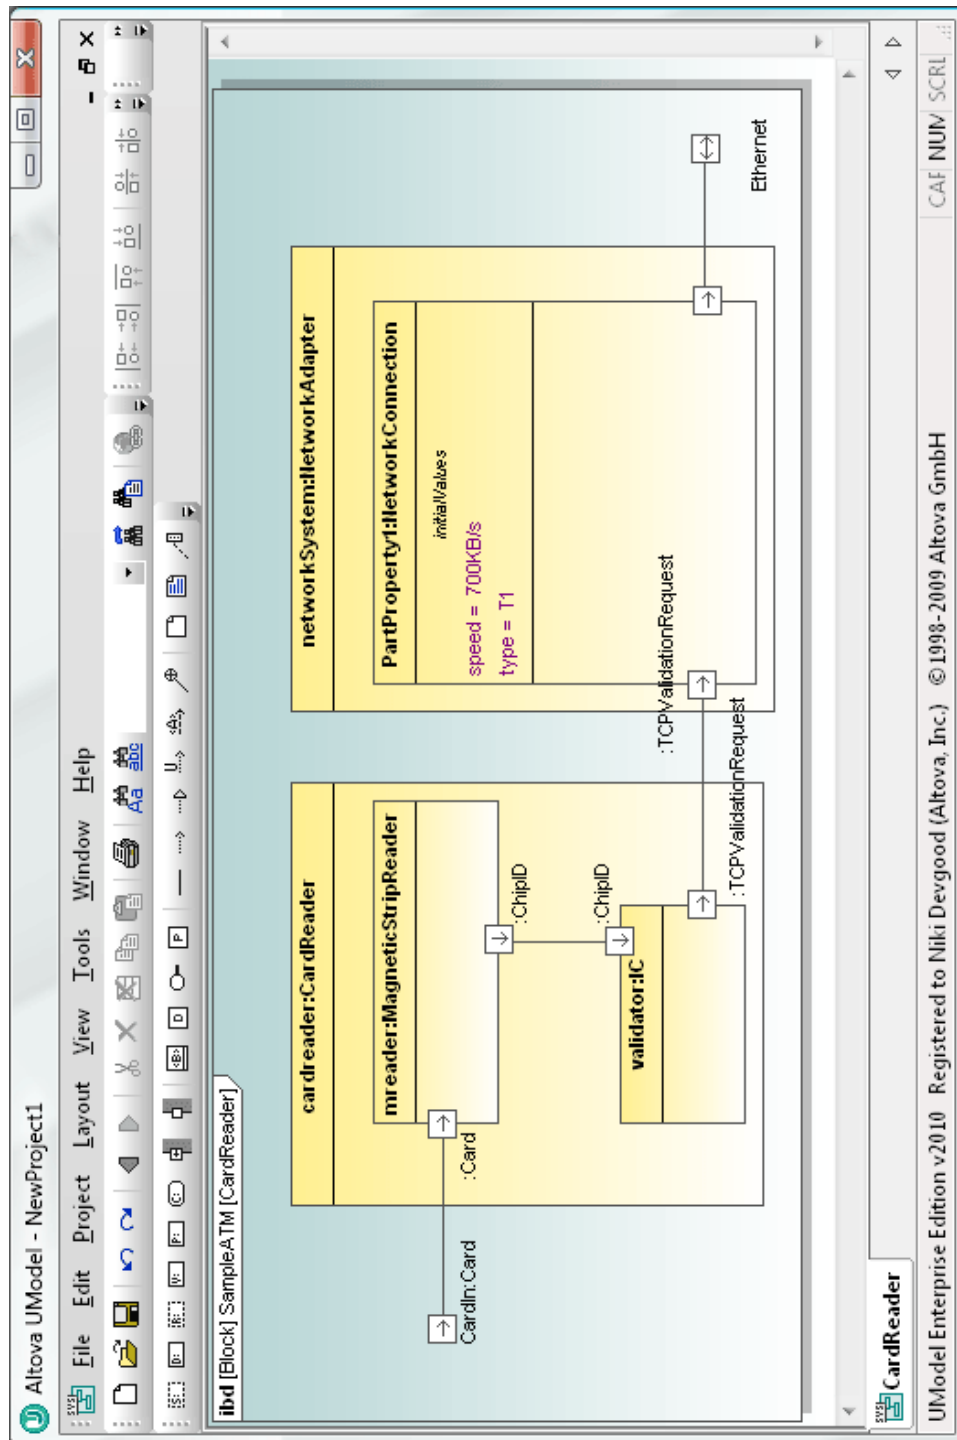 Altova UModel - NewProject1
File Edit Project Layout View Tools Window Help
ibd [Block] SampleATM [CardReader]
cardreader:CardReader
mreader:MagneticStripReader
CardIn:Card
:Card
:ChipID
:ChipID
validator:IC
:TCPValidationRequest
networkSystem:NetworkAdapter
PartProperty1:NetworkConnection
initialValues
speed = 700KB/s
type = T1
:TCPValidationRequest
Ethernet
CardReader
UModel Enterprise Edition v2010 Registered to Niki Devgood (Altova, Inc.) ©1998-2009 Altova GmbH NUM SCRL